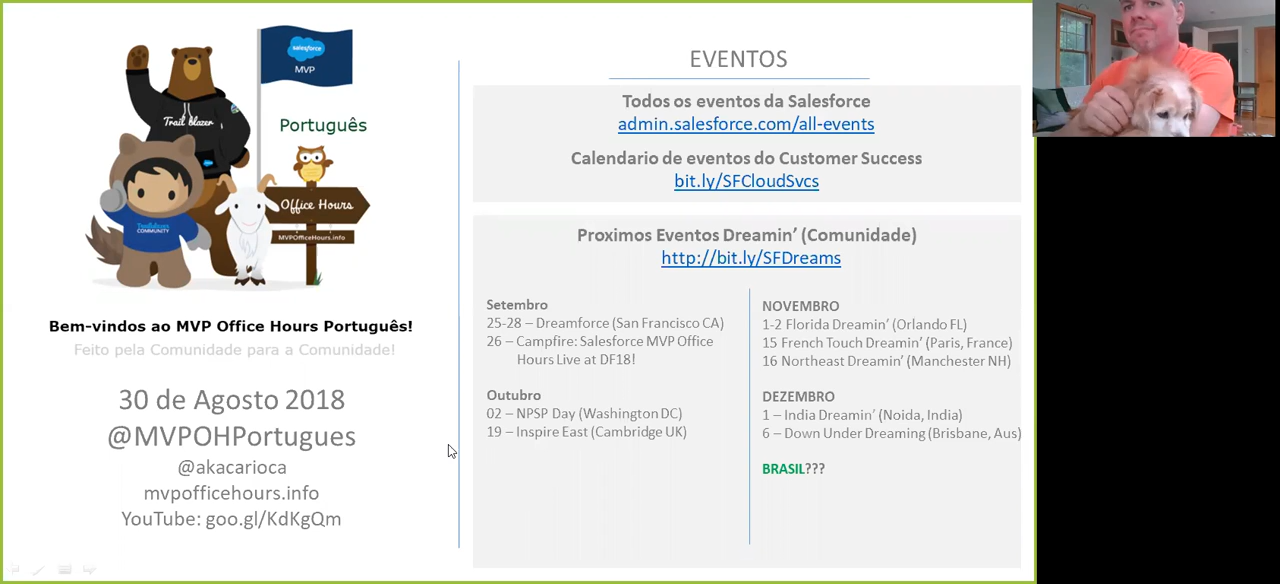 salesforce
MVP
Português
Trailblazer
Office Hours
MVPOfficeHours.info
Trailblazer
COMMUNITY
Bem-vindos ao MVP Office Hours Português!
Feito pela Comunidade para a Comunidade!
30 de Agosto 2018
@MVPOHPortugues
@akacarioca
mvpofficehours.info
YouTube: goo.gl/KdKgQm
EVENTOS
Todos os eventos da Salesforce
admin.salesforce.com/all-events
Calendario de eventos do Customer Success
bit.ly/SFCloudSvcs
Proximos Eventos Dreamin’ (Comunidade)
http://bit.ly/SFDreams
Setembro
25-28 – Dreamforce (San Francisco CA)
26 – Campfire: Salesforce MVP Office
Hours Live at DF18!
Outubro
02 – NPSP Day (Washington DC)
19 – Inspire East (Cambridge UK)
NOVEMBRO
1-2 Florida Dreamin’ (Orlando FL)
15 French Touch Dreamin’ (Paris, France)
16 Northeast Dreamin’ (Manchester NH)
DEZEMBRO
1 – India Dreamin’ (Noida, India)
6 – Down Under Dreaming (Brisbane, Aus)
BRASIL???